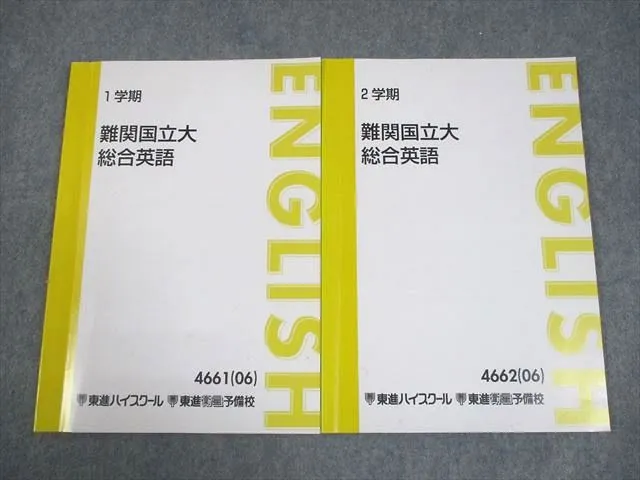 1学期
難関国立大
総合英語
ENGLISH
4661(06)
東進ハイスクール 東進衛星予備校
2学期
難関国立大
総合英語
ENGLISH
4662(06)
東進ハイスクール 東進衛星予備校